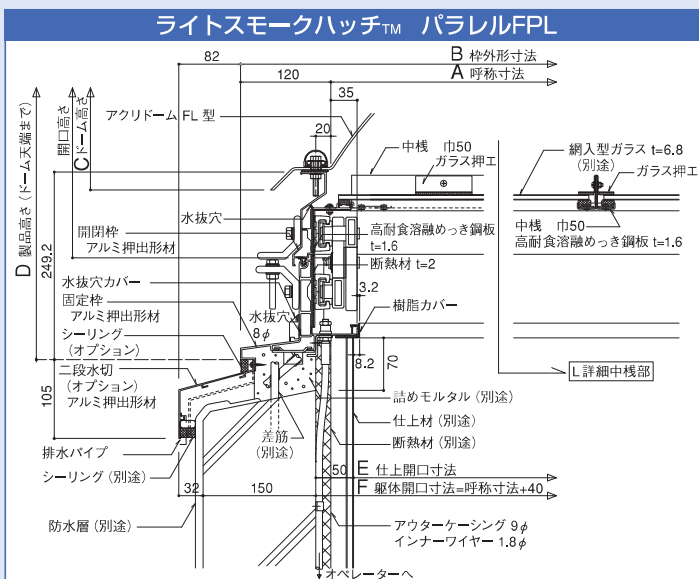 ライトスモークハッチTM パラレルFPL
82
B 枠外形寸法
120
A 呼称寸法
35
アクリドーム FL 型
20
中桟 巾50
ガラス押エ
網入型ガラス t=6.8
(別途)
ガラス押エ
D 製品高さ(ドーム天端まで)
開口高さ
Cドーム高さ
水抜穴
開閉枠
アルミ押出形材
高耐食溶融めっき鋼板
t=1.6
断熱材 t=2
中桟 巾50
高耐食溶融めっき鋼板 t=1.6
249.2
水抜穴カバー
固定枠
アルミ押出形材
水抜穴
8φ
3.2
樹脂カバー
シーリング
(オプション)
二段水切
(オプション)
アルミ押出形材
8.2
70
L 詳細中桟部
105
詰めモルタル(別途)
差筋
(別途)
仕上材(別途)
排水パイプ
断熱材(別途)
シーリング(別途)
50
E 仕上開口寸法
32
150
F 躯体開口寸法=呼称寸法+40
防水層(別途)
アウターケーシング 9φ
インナーワイヤー 1.8φ
オペレーターへ